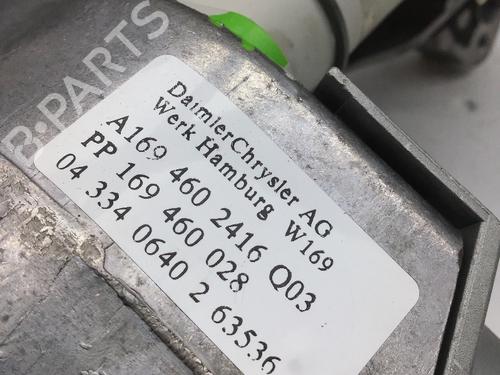 B-PARTS
DaimlerChrysler AG
Werk Hamburg W169
A169 460 2416 Q03
PP 169 460 028
04 334 0640 2 63536